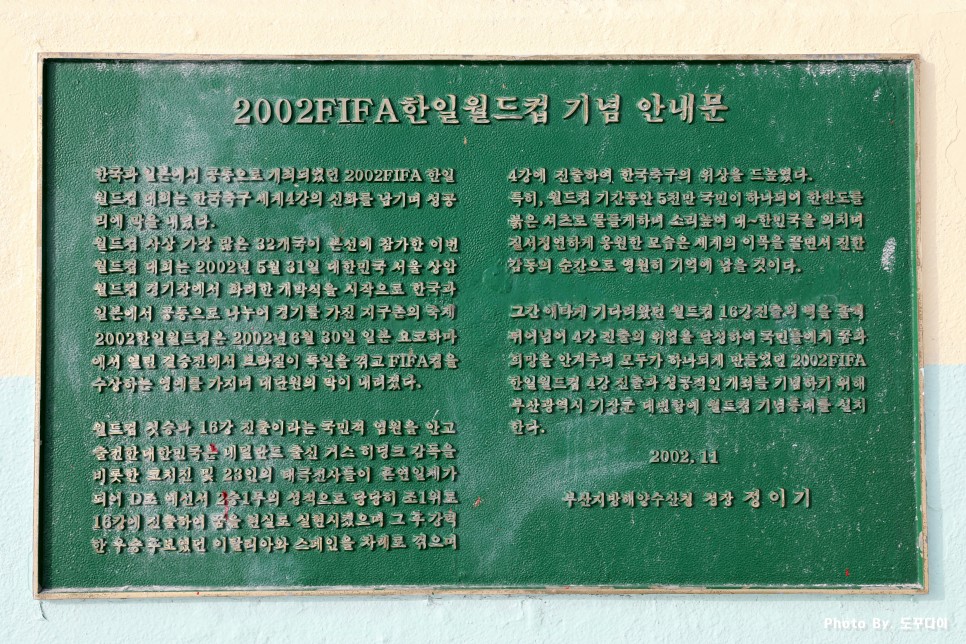 2002FIFA한일월드컵 기념 안내문
한국과 일본에서 공동으로 개최되었던 2002FIFA 한일
월드컵 대회는 한국축구 세계4강의 신화를 남기며 성공
리에 막을 내렸다.
월드컵 사상 가장 많은 32개국이 본선에 참가한 이번
월드컵 대회는 2002년 5월 31일 대한민국 서울 상암
월드컵 경기장에서 화려한 개막식을 시작으로 한국과
일본에서 공동으로 나누어 경기를 가진 지구촌의 축제
2002한일월드컵은 2002년 6월 30일 일본 요코하마
에서 열린 결승전에서 브라질이 독일을 꺾고 FIFA컵을
수상하는 영예를 가지며 대단원의 막이 내려졌다.
월드컵 첫승과 16강 진출이라는 국민적 염원을 안고
출전한 대한민국은 네덜란드 출신 거스 히딩크 감독을
비롯한 코치진 및 23인의 태극전사들이 혼연일체가
되어 D조 예선서 2승1무의 성적으로 당당히 조1위로
16강에 진출하여 꿈을 현실로 실현시켰으며 그 후 강력
한 우승후보였던 이탈리아와 스페인을 차례로 꺾으며
4강에 진출하여 한국축구의 위상을 드높였다.
특히, 월드컵 기간동안 5천만 국민이 하나되어 한반도를
붉은 셔츠로 물들게하며 소리높여 대~한민국을 외치며
질서정연하게 응원한 모습은 세계의 이목을 끌면서 진한
감동의 순간으로 영원히 기억에 남을 것이다.
그간 애타게 기다려왔던 월드컵 16강진출의 벽을 훌쩍
뛰어넘어 4강 진출의 위업을 달성하여 국민들에게 꿈과
희망을 안겨주며 모두가 하나되게 만들었던 2002FIFA
한일월드컵 4강 진출과 성공적인 개최를 기념하기 위해
부산광역시 기장군 대변항에 월드컵 기념등대를 설치
한다.
2002. 11
부산지방해양수산청 청장 정이기
Photo By. 도꾸다이